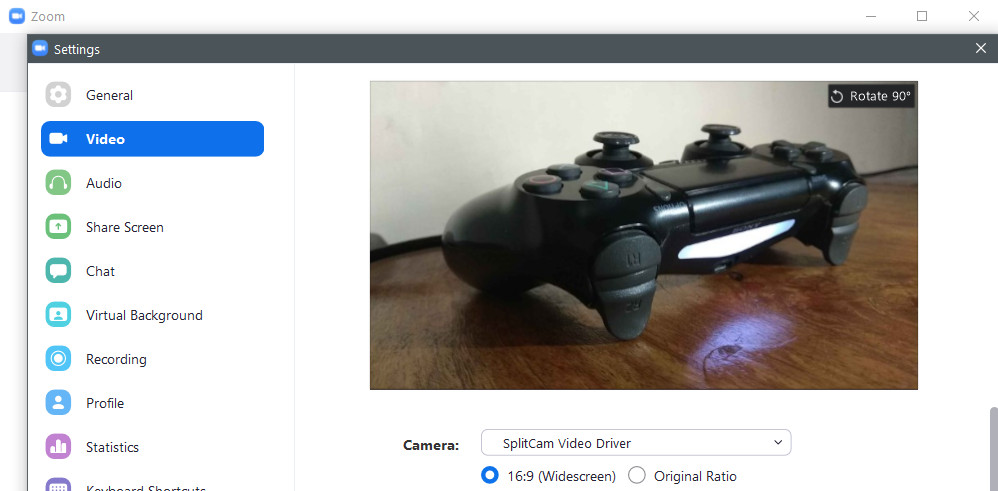 Zoom
Settings
General
Video
Audio
Share Screen
Chat
Virtual Background
Recording
Profile
Statistics
Keyboard Shortcuts
Rotate 90°
SONY
Camera:
SplitCam Video Driver
16:9 (Widescreen)
Original Ratio